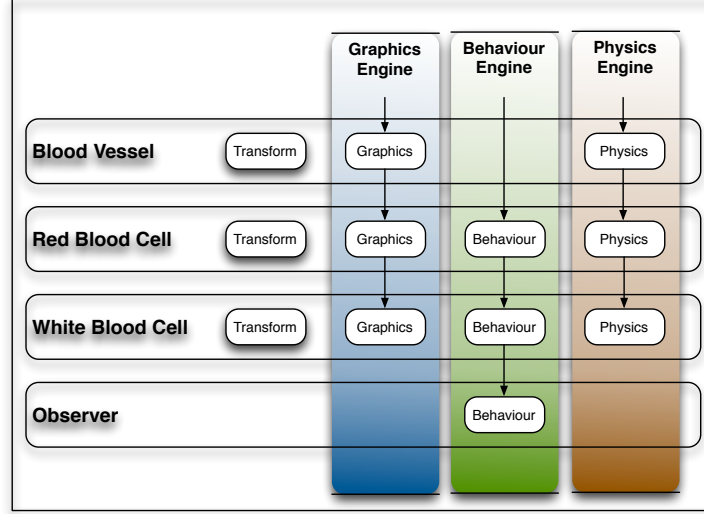 Graphics Engine
Behaviour Engine
Physics Engine
Blood Vessel
Transform
Graphics
Physics
Red Blood Cell
Transform
Graphics
Behaviour
Physics
White Blood Cell
Transform
Graphics
Behaviour
Physics
Observer
Behaviour